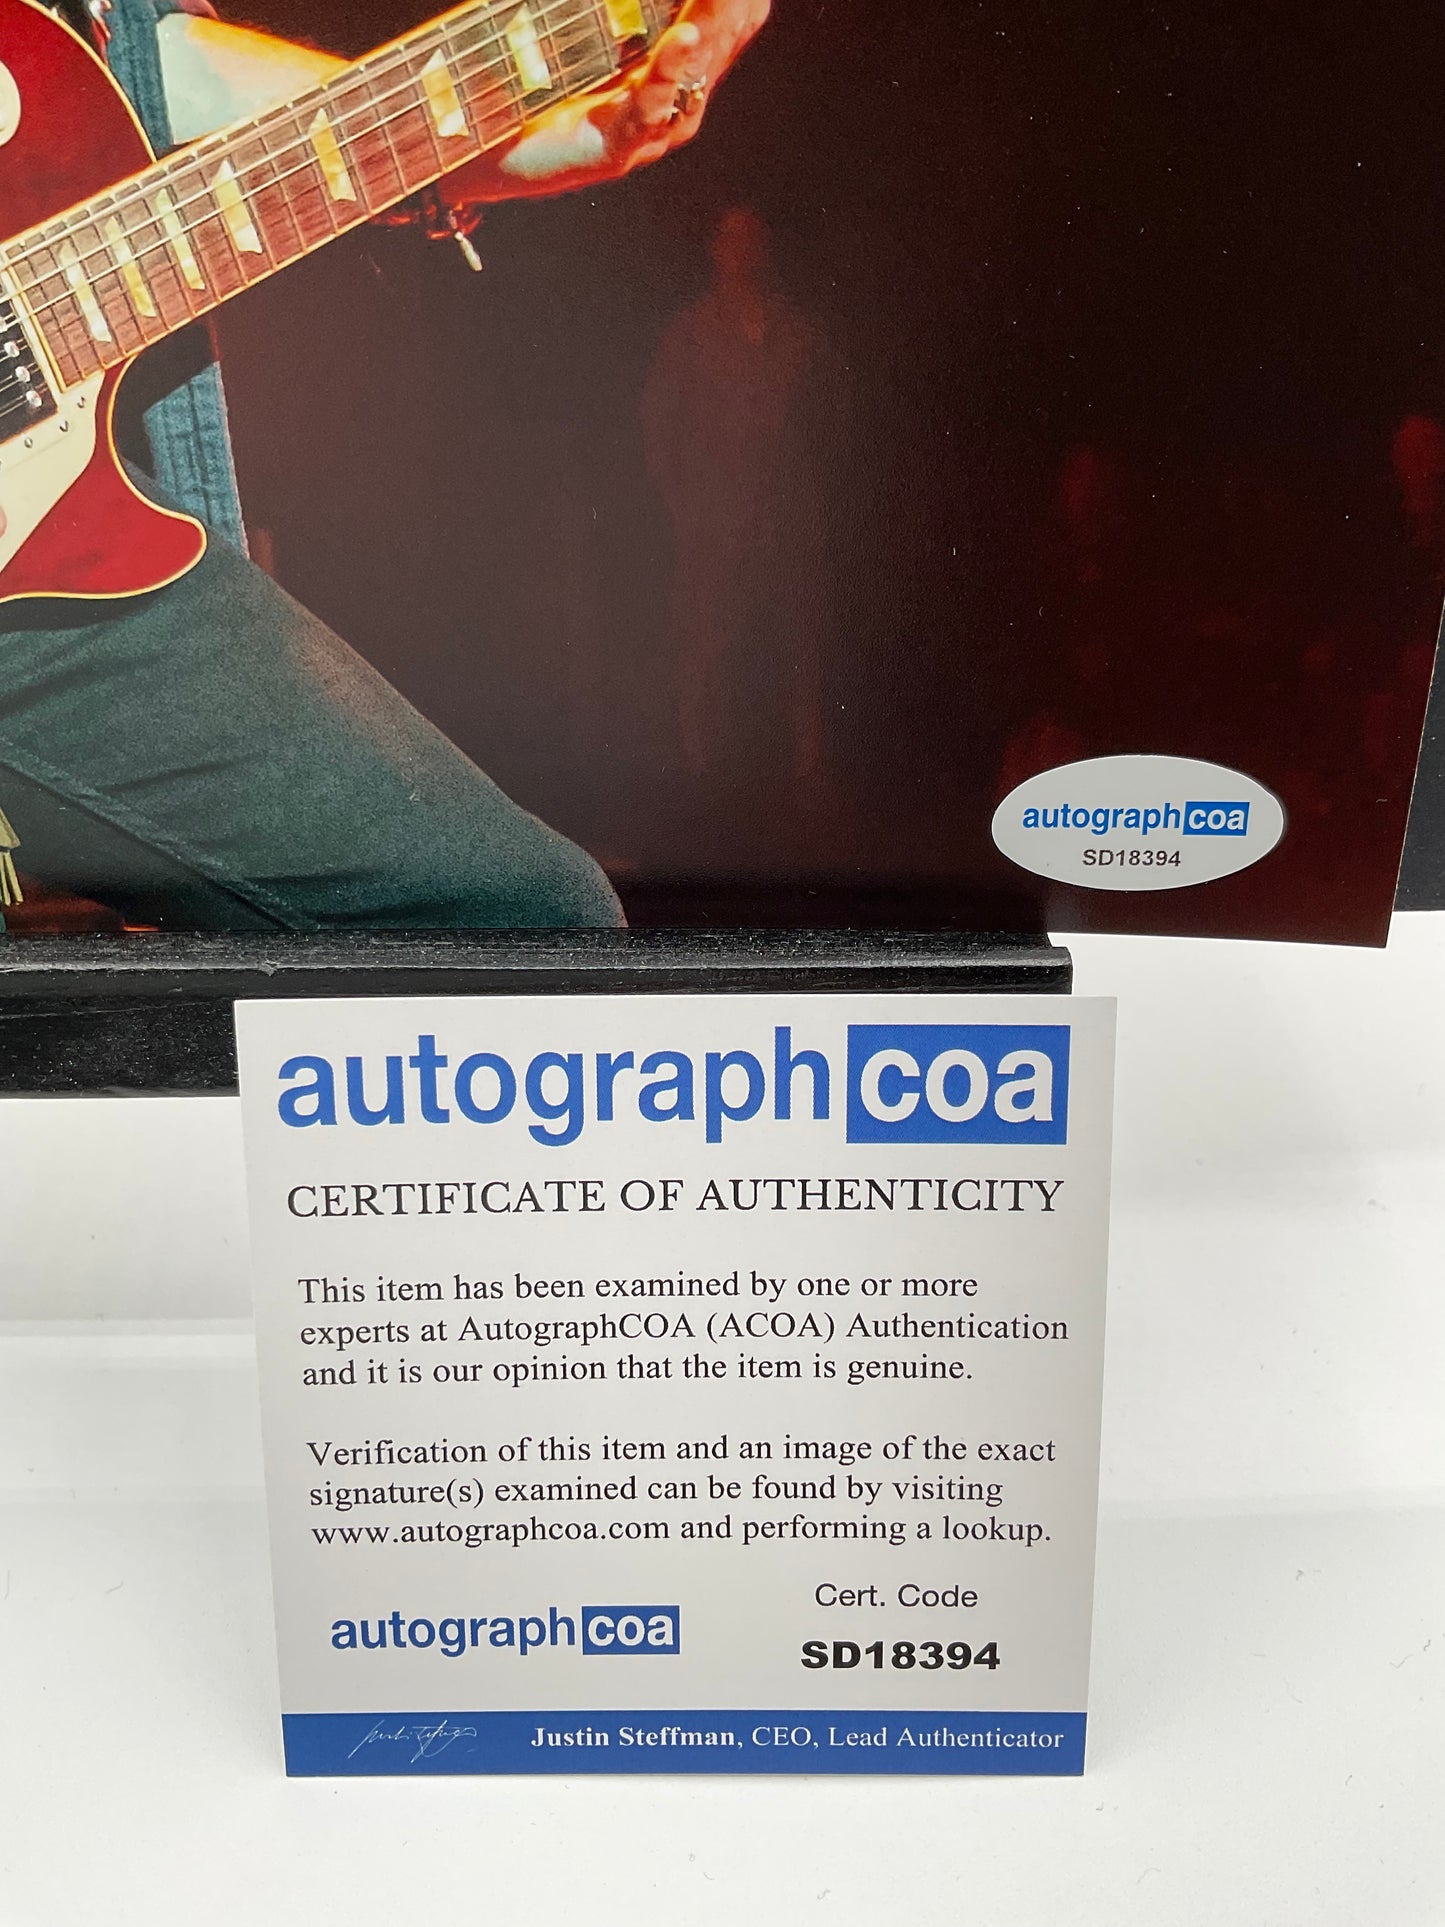 autographcoa
SD18394
autographcoa
CERTIFICATE OF AUTHENTICITY
This item has been examined by one or more
experts at AutographCOA (ACOA) Authentication
and it is our opinion that the item is genuine.
Verification of this item and an image of the exact
signature(s) examined can be found by visiting
www.autographcoa.com and performing a lookup.
Cert. Code
autographcoa
SD18394
Justin Steffman, CEO, Lead Authenticator